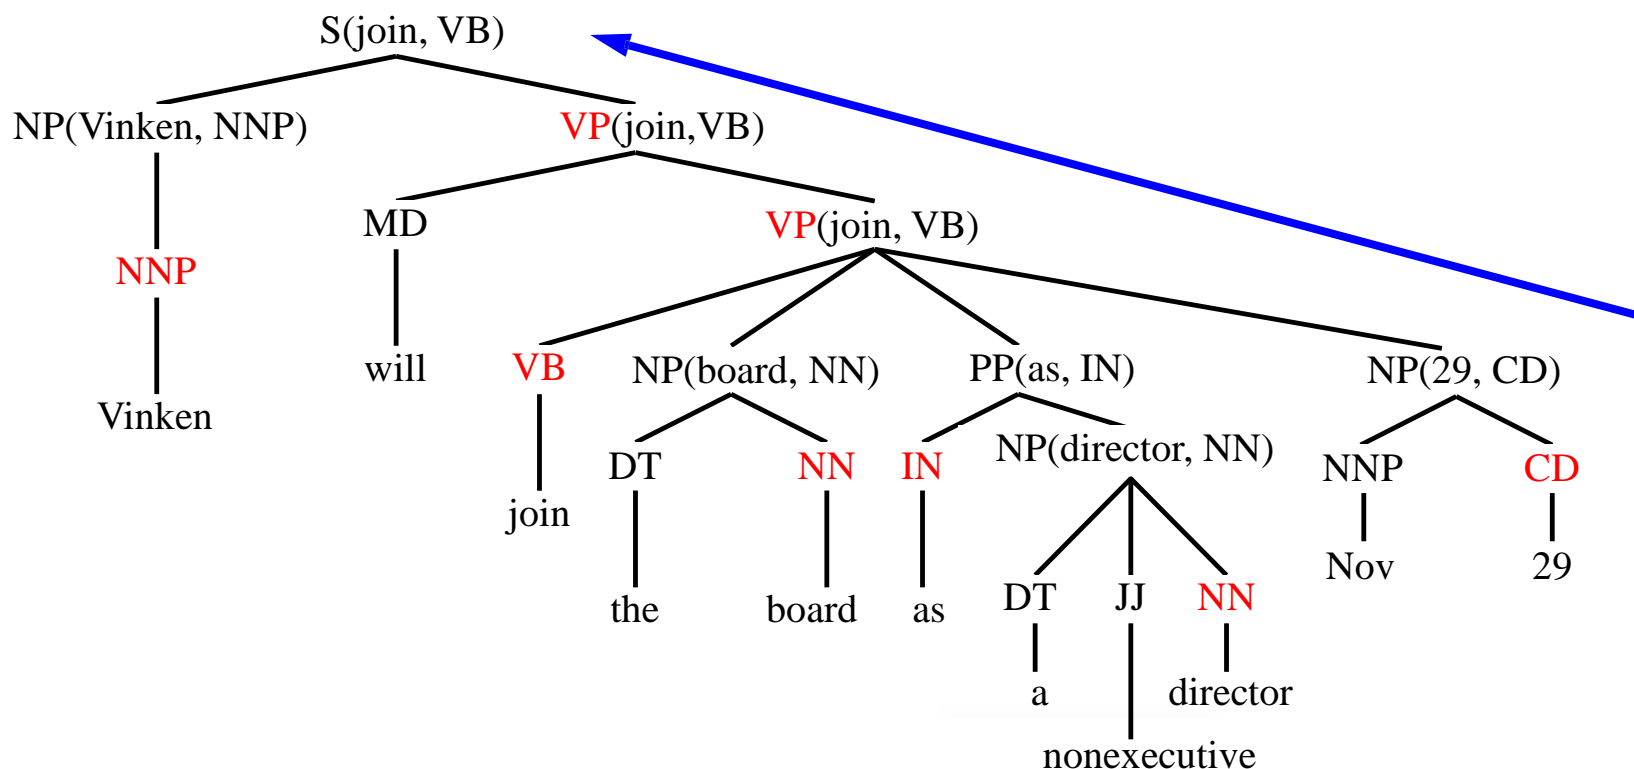 S(join, VB)
NP(Vinken, NNP) VP(join,VB)
MD VP(join, VB)
NNP
will VB NP(board, NN) PP(as, IN) NP(29, CD)
Vinken
DT NN IN NP(director, NN) NNP CD
join
Nov 29
the board as DT JJ NN
a director
nonexecutive